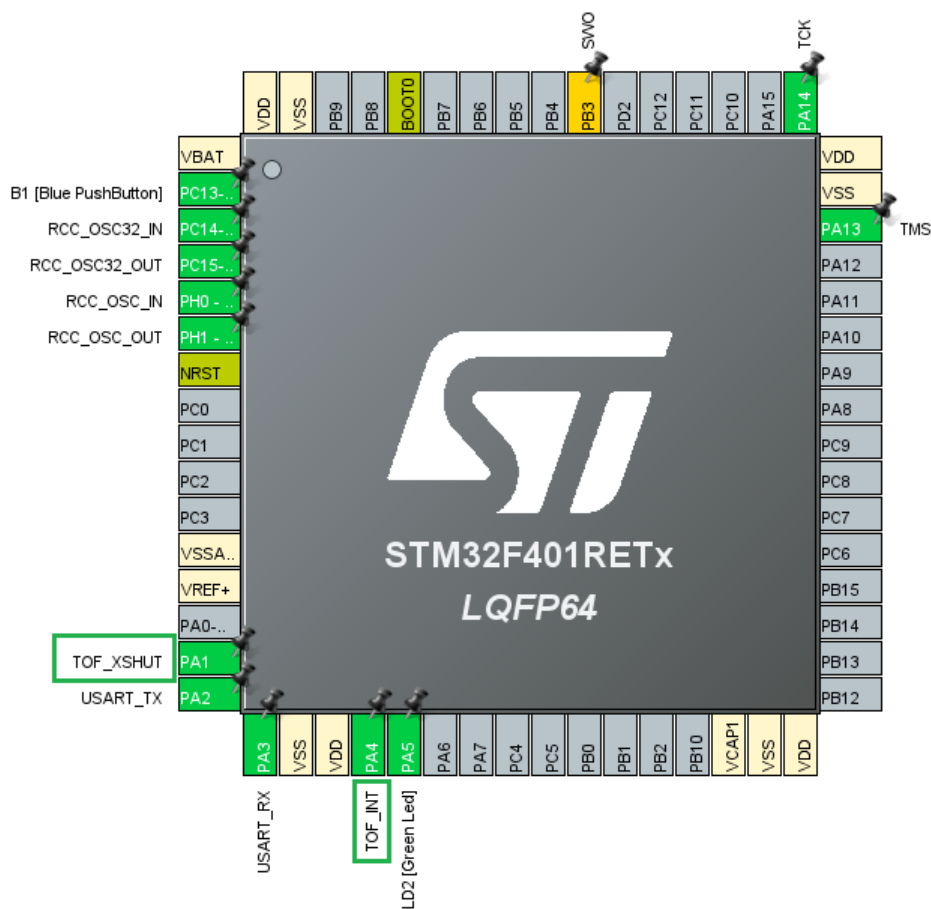 SWO
TCK
VDD
VSS
PB9
PB8
BOOT0
PB7
PB6
PB5
PB4
PB3
PD2
PC12
PC11
PC10
PA15
PA14
VBAT
VDD
B1 [Blue PushButton] PC13-..
VSS
RCC_OSC32_IN PC14-..
PA13 TMS
RCC_OSC32_OUT PC15-..
PA12
RCC_OSC_IN PH0 - ..
PA11
RCC_OSC_OUT PH1 - ..
PA10
NRST
PA9
PC0
PA8
PC1
PC9
PC2
PC8
PC3
PC7
VSSA..
PC6
VREF+
PB15
PA0-..
PB14
TOF_XSHUT PA1
PB13
USART_TX PA2
PB12
ST
STM32F401RETx
LQFP64
PA3
VSS
VDD
PA4
PA5
PA6
PA7
PC4
PC5
PB0
PB1
PB2
PB10
VCAP1
VSS
VDD
USART_RX
TOF_INT
LD2 [Green Led]